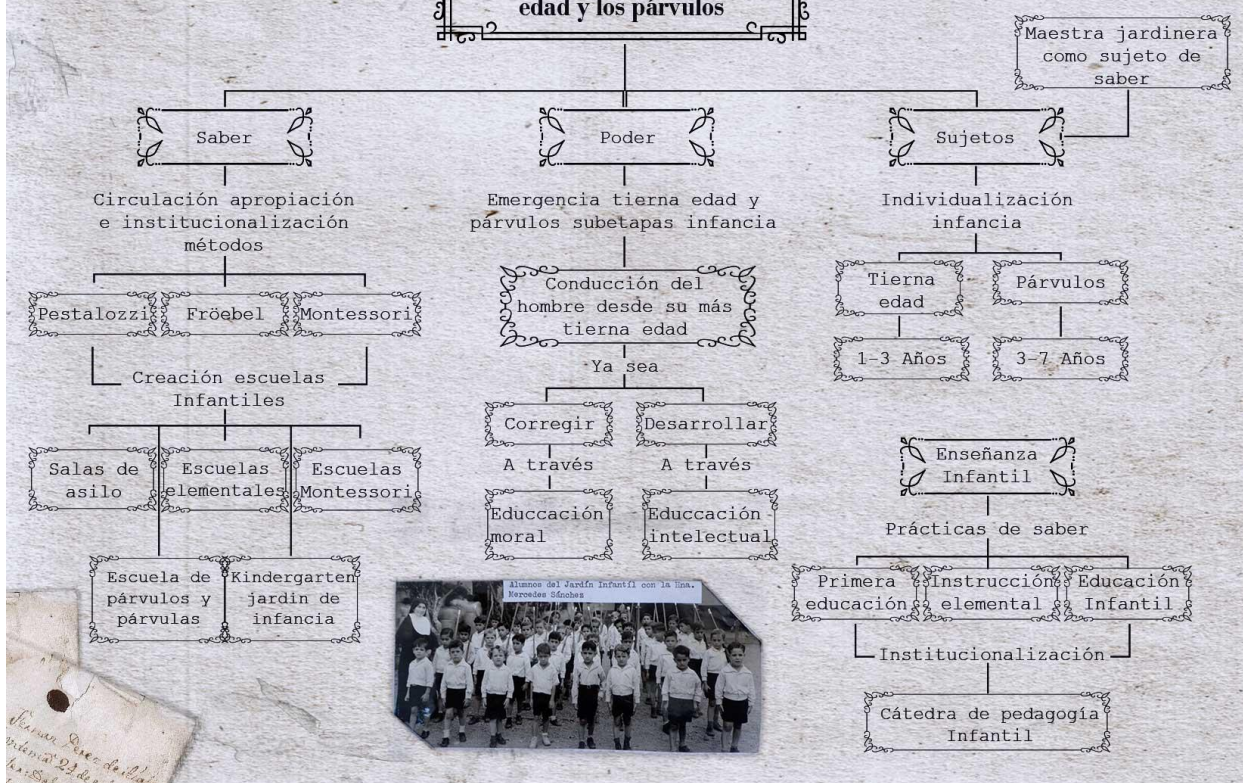 edad y los párvulos
Maestra jardinera
como sujeto de
saber
Saber
Poder
Sujetos
Circulación apropiación
e institucionalización
métodos
Emergencia tierna edad y
párvulos subetapas infancia
Individualización
infancia
Pestalozzi
Fröebel
Montessori
Conducción del
hombre desde su más
tierna edad
Tierna
edad
Párvulos
1-3 Años
3-7 Años
Creación escuelas
Infantiles
Ya sea
Corregir
Desarrollar
A través
A través
Salas de
asilo
Escuelas
elementales
Escuelas
Montessori
Educcación
moral
Educcación
intelectual
Escuela de
párvulos y
párvulas
Kindergarten
jardín de
infancia
Enseñanza
Infantil
Prácticas de saber
Primera
educación
Instrucción
elemental
Educación
Infantil
Institucionalización
Cátedra de pedagogía
Infantil
Alumnos del Jardín Infantíl con la Hna.
Mercedes Sánchez